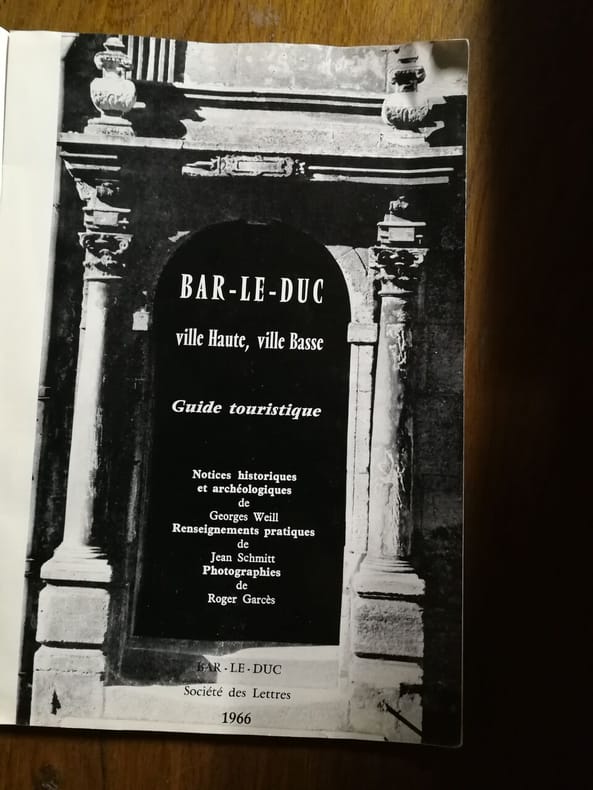 BAR-LE-DUC
ville Haute, ville Basse
Guide touristique
Notices historiques
et archéologiques
de
Georges Weill
Renseignements pratiques
de
Jean Schmitt
Photographies
de
Roger Garcès
BAR-LE-DUC
Société des Lettres
1966